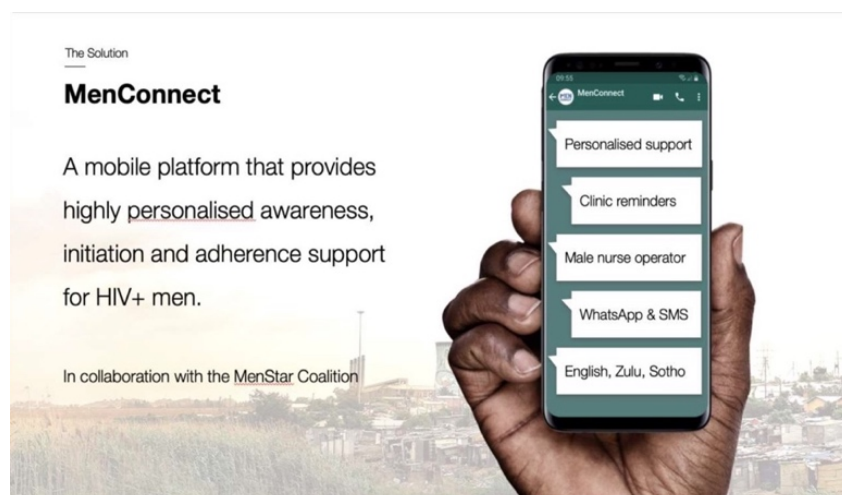 The Solution
MenConnect
A mobile platform that provides
highly personalised awareness,
initiation and adherence support
for HIV+ men.
In collaboration with the MenStar Coalition
09:55
MenConnect
Personalised support
Clinic reminders
Male nurse operator
WhatsApp & SMS
English, Zulu, Sotho